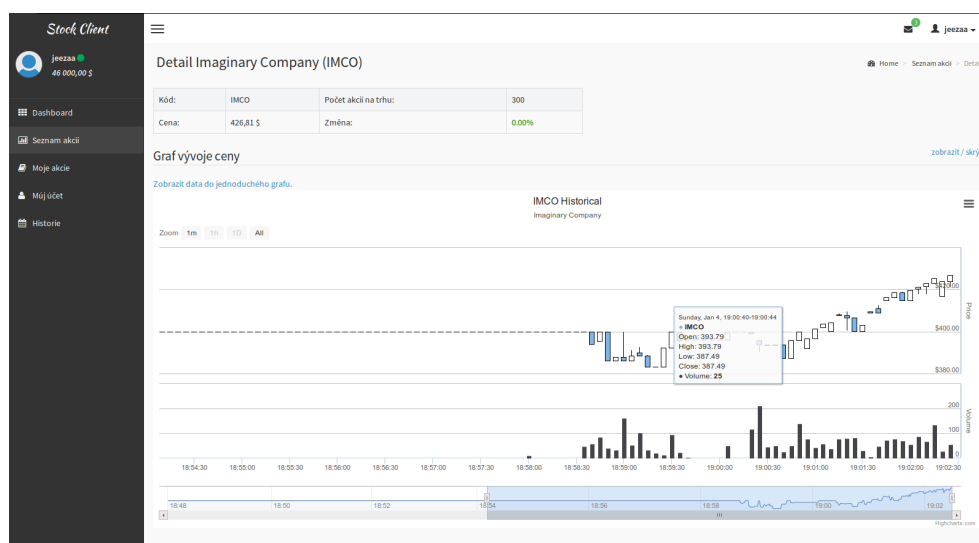 Stock Client
3
jeezaa
jeezaa
46 000,00 $
Dashboard
Seznam akcií
Moje akcie
Můj účet
Historie
Detail Imaginary Company (IMCO)
Home > Seznam akcií > Deta
Kód: IMCO Počet akcií na trhu: 300
Cena: 426,81 $ Změna: 0.00%
Graf vývoje ceny
zobrazit / skrý
Zobrazit data do jednoduchého grafu.
IMCO Historical
Imaginary Company
Zoom 1m 1h 1D All
$420.00
$400.00
$380.00
Price
Sunday, Jan 4, 19:00:40-19:00:44
● IMCO
Open: 393.79
High: 393.79
Low: 387.49
Close: 387.49
● Volume: 25
200
100
0
Volume
18:54:30 18:55:00 18:55:30 18:56:00 18:56:30 18:57:00 18:57:30 18:58:00 18:58:30 18:59:00 18:59:30 19:00:00 19:00:30 19:01:00 19:01:30 19:02:00 19:02:30
18:48 18:50 18:52 18:54 18:56 18:58 19:00 19:02
Highcharts.com